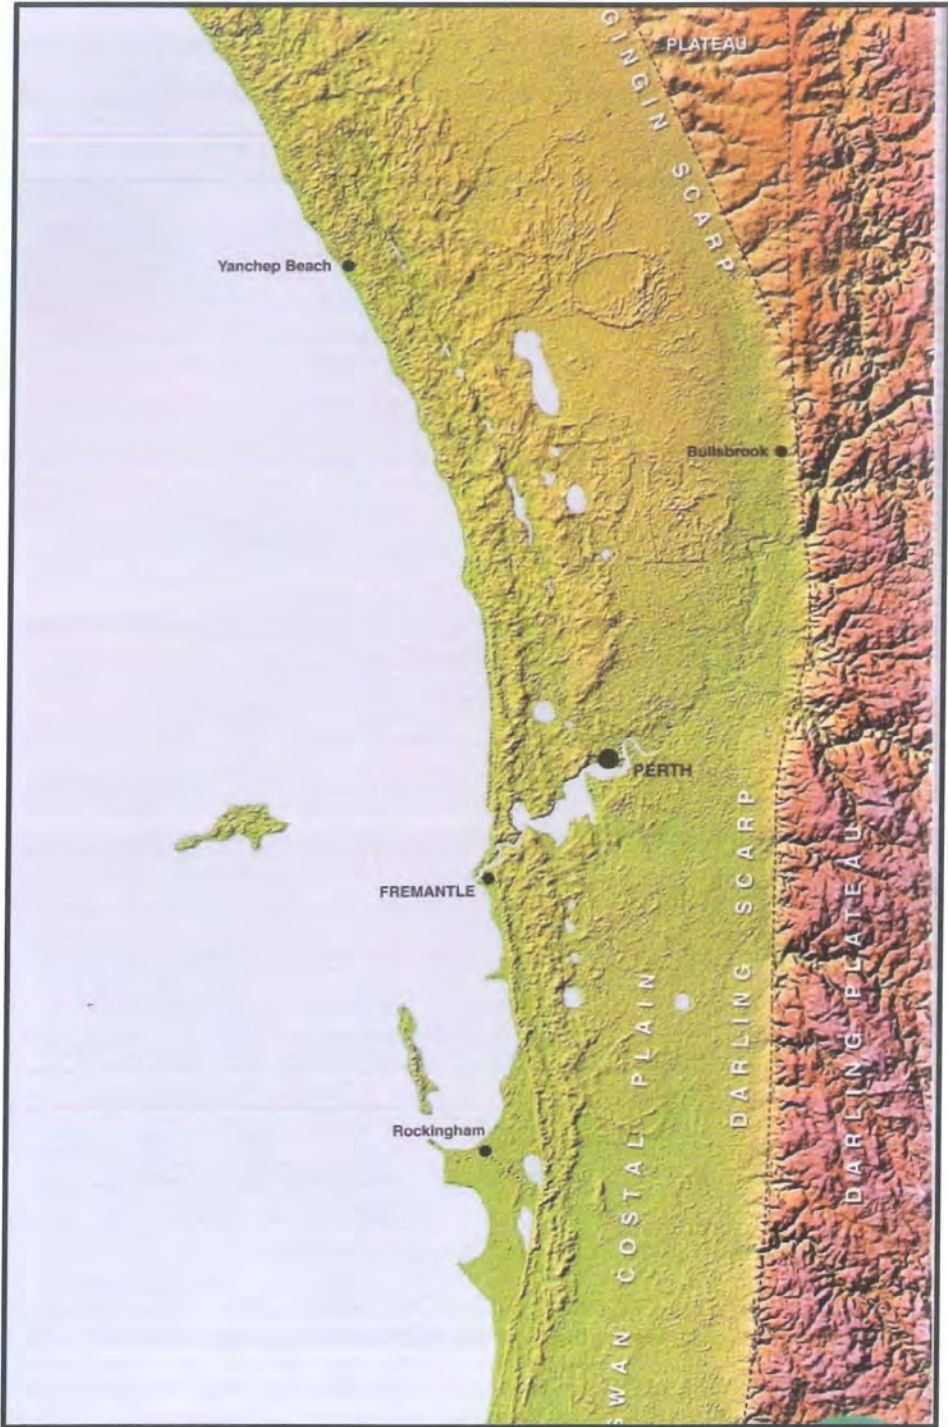 PLATEAU
GINGIN SCARP
Yanchep Beach
Bullsbrook
PERTH
FREMANTLE
DARLING SCARP
DARLING PLATEAU
Rockingham
SWAN COSTAL PLAIN